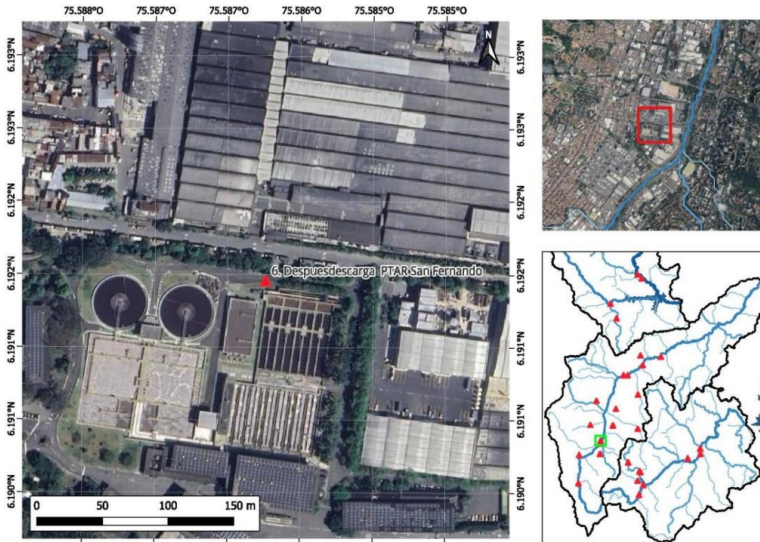 75.588°O 75.587°O 75.587°O 75.586°O 75.585°O 75.585°O
6.193°N 6.193°N
N
6.193°N 6.193°N
6.192°N 6.192°N
6. Despuesdescarga PTAR San Fernando
6.192°N 6.192°N
6.191°N 6.191°N
6.191°N 6.191°N
6.190°N 6.190°N
0 50 100 150 m